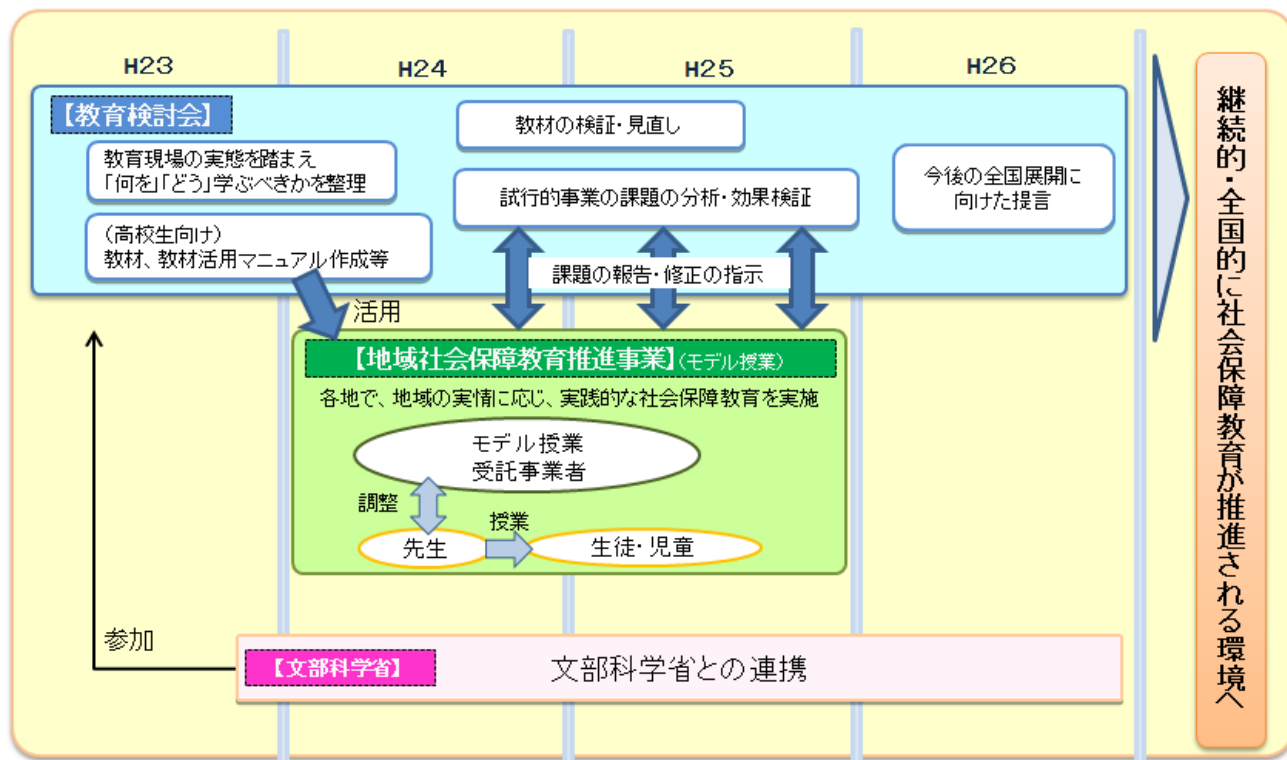 H23
H24
H25
H26
【教育検討会】
教育現場の実態を踏まえ
「何を」「どう」学ぶべきかを整理
(高校生向け)
教材、教材活用マニュアル作成等
教材の検証・見直し
試行的事業の課題の分析・効果検証
今後の全国展開に
向けた提言
課題の報告・修正の指示
活用
【地域社会保障教育推進事業】(モデル授業)
各地で、地域の実情に応じ、実践的な社会保障教育を実施
モデル授業
受託事業者
調整
授業
先生
生徒・児童
参加
【文部科学省】
文部科学省との連携
継続的・全国的に社会保障教育が推進される環境へ